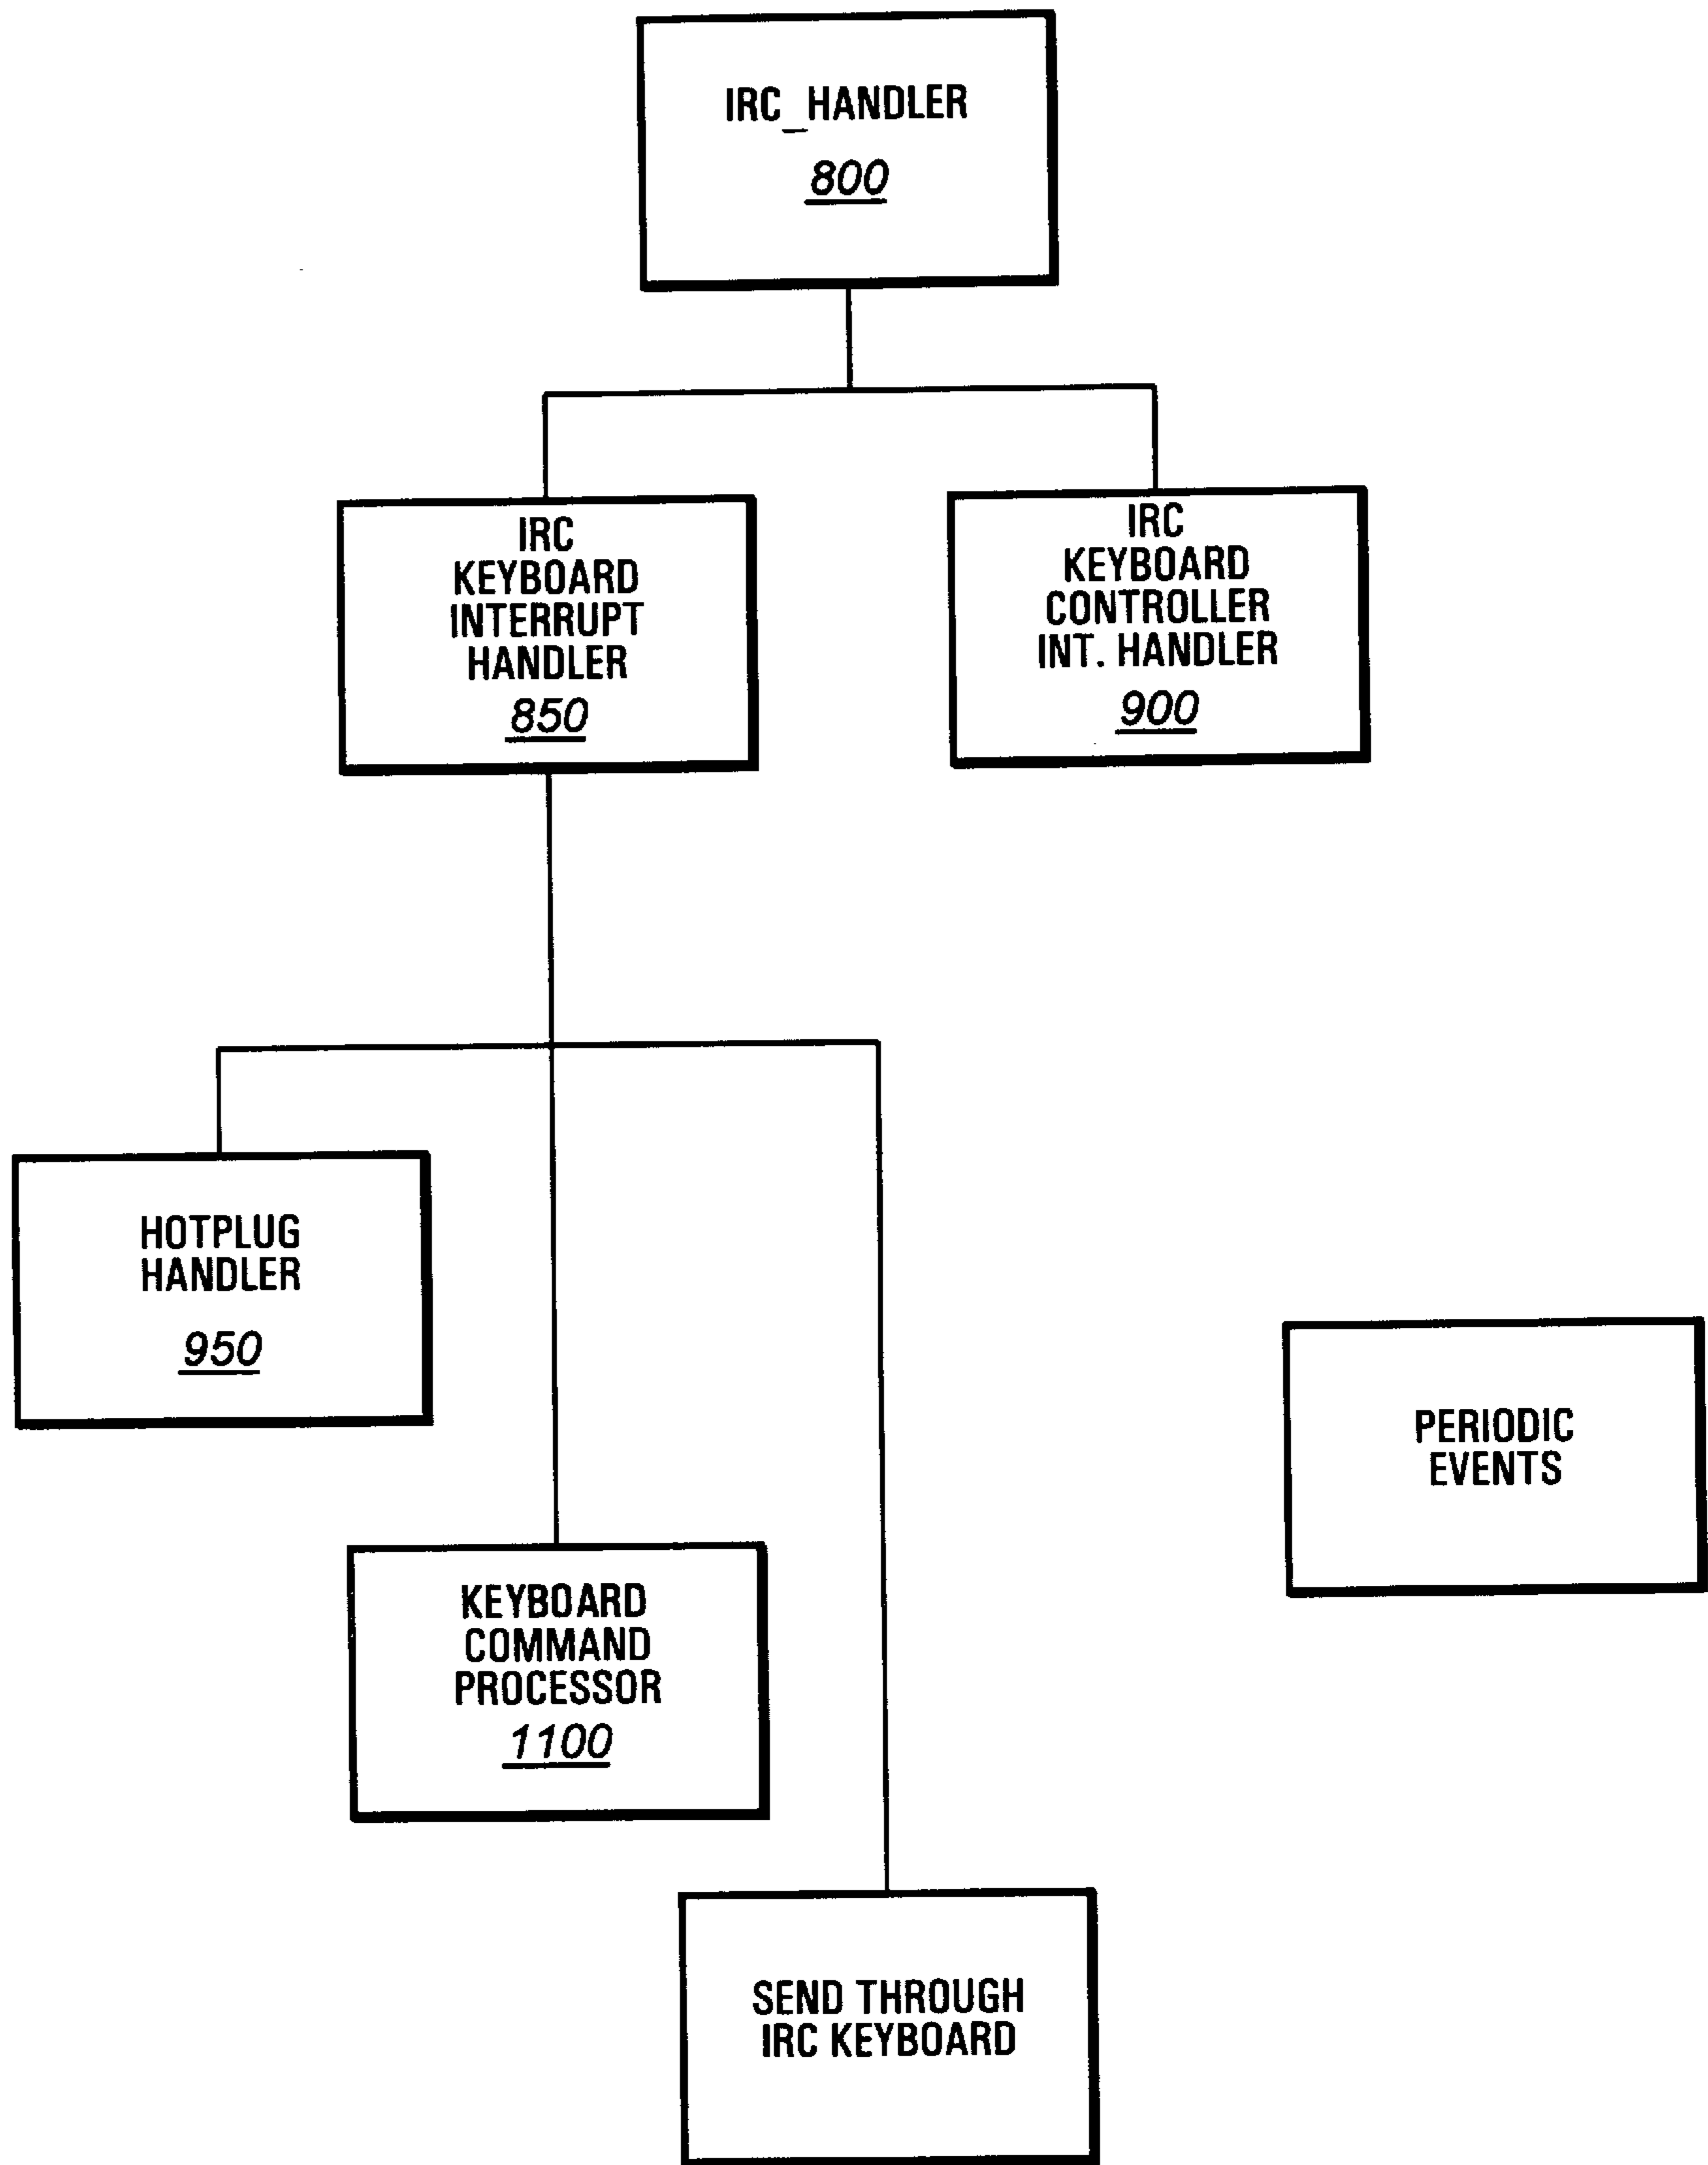 IRC_HANDLER
800
IRC
KEYBOARD
INTERRUPT
HANDLER
850
IRC
KEYBOARD
CONTROLLER
INT. HANDLER
900
HOTPLUG
HANDLER
950
PERIODIC
EVENTS
KEYBOARD
COMMAND
PROCESSOR
1100
SEND THROUGH
IRC KEYBOARD